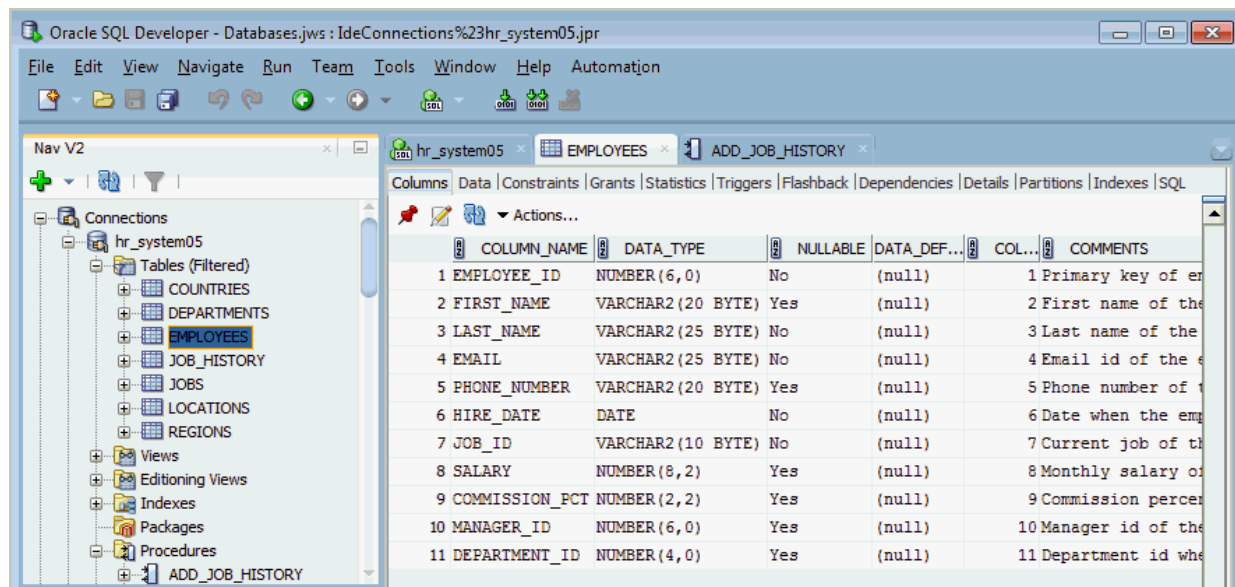 Oracle SQL Developer - Databases.jws : IdeConnections%23hr_system05.jpr
File Edit View Navigate Run Team Tools Window Help Automation
Nav V2
Connections
hr_system05
Tables (Filtered)
COUNTRIES
DEPARTMENTS
EMPLOYEES
JOB_HISTORY
JOBS
LOCATIONS
REGIONS
Views
Editioning Views
Indexes
Packages
Procedures
ADD_JOB_HISTORY
hr_system05 EMPLOYEES ADD_JOB_HISTORY
Columns Data Constraints Grants Statistics Triggers Flashback Dependencies Details Partitions Indexes SQL
Actions...
COLUMN_NAME DATA_TYPE NULLABLE DATA_DEF... COL... COMMENTS
1 EMPLOYEE_ID NUMBER(6,0) No (null) 1 Primary key of
2 FIRST_NAME VARCHAR2(20 BYTE) Yes (null) 2 First name of the
3 LAST_NAME VARCHAR2(25 BYTE) No (null) 3 Last name of the
4 EMAIL VARCHAR2(25 BYTE) No (null) 4 Email id of the
5 PHONE_NUMBER VARCHAR2(20 BYTE) Yes (null) 5 Phone number of
6 HIRE_DATE DATE No (null) 6 Date when the
7 JOB_ID VARCHAR2(10 BYTE) No (null) 7 Current job of
8 SALARY NUMBER(8,2) Yes (null) 8 Monthly salary
9 COMMISSION_PCT NUMBER(2,2) Yes (null) 9 Commission
10 MANAGER_ID NUMBER(6,0) Yes (null) 10 Manager id of the
11 DEPARTMENT_ID NUMBER(4,0) Yes (null) 11 Department id